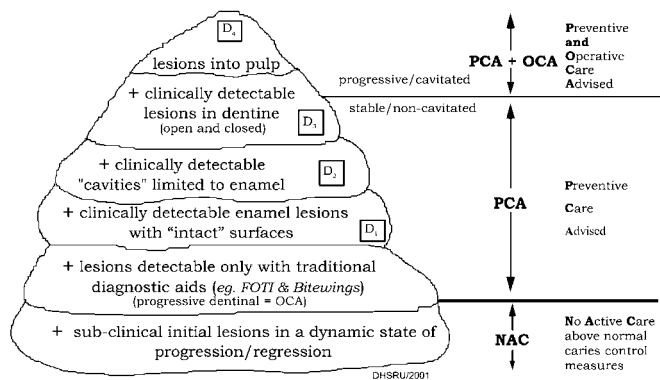 D4
lesions into pulp
+ clinically detectable
lesions in dentine
(open and closed)
D3
+ clinically detectable
"cavities" limited to enamel
D2
+ clinically detectable enamel lesions
with "intact" surfaces
D1
+ lesions detectable only with traditional
diagnostic aids (eg. FOTI & Bitewings)
(progressive dentinal = OCA)
+ sub-clinical initial lesions in a dynamic state of
progression/regression
DHSRU/2001
progressive/cavitated
stable/non-cavitated
PCA + OCA
Preventive
and
Operative
Care
Advised
PCA
Preventive
Care
Advised
NAC
No Active Care
above normal
caries control
measures